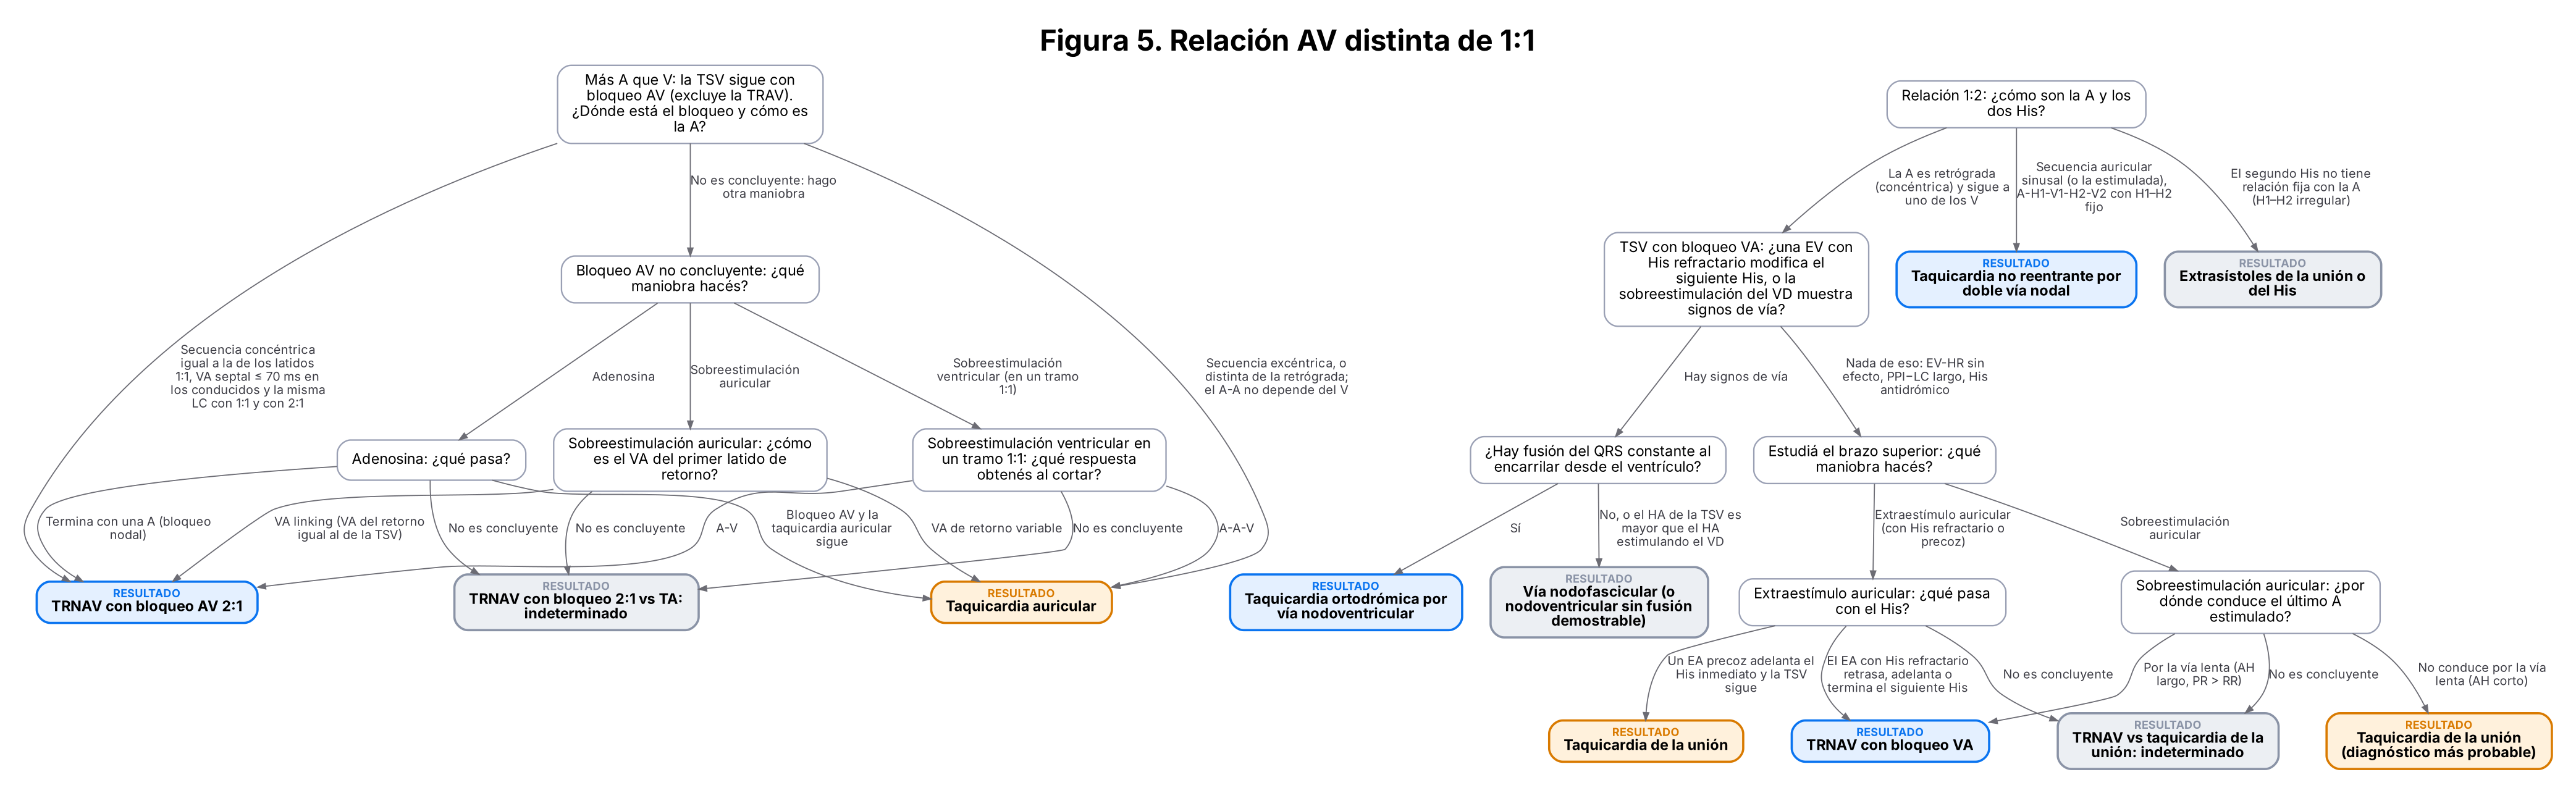 Figura 5. Relación AV distinta de 1:1
Más A que V: la TSV sigue con
bloqueo AV (excluye la TRAV).
¿Dónde está el bloqueo y cómo es
la A?
Relación 1:2: ¿cómo son la A y los
dos His?
No es concluyente: hago
otra maniobra
La A es retrógrada
(concéntrica) y sigue a
uno de los V
Secuencia auricular
sinusal (o la estimulada),
A-H1-V1-H2-V2 con H1–H2
fijo
El segundo His no tiene
relación fija con la A
(H1–H2 irregular)
Bloqueo AV no concluyente: ¿qué
maniobra hacés?
TSV con bloqueo VA: ¿una EV con
His refractario modifica el
siguiente His, o la
sobreestimulación del VD muestra
signos de vía?
RESULTADO
Taquicardia no reentrante por
doble vía nodal
RESULTADO
Extrasístoles de la unión o
del His
Secuencia concéntrica
igual a la de los latidos
1:1, VA septal ≤ 70 ms en
los conducidos y la misma
LC con 1:1 y con 2:1
Adenosina
Sobreestimulación
auricular
Sobreestimulación
ventricular (en un tramo
1:1)
Secuencia excéntrica, o
distinta de la retrógrada;
el A-A no depende del V
Hay signos de vía
Nada de eso: EV-HR sin
efecto, PPI−LC largo, His
antidrómico
Adenosina: ¿qué pasa?
Sobreestimulación auricular: ¿cómo
es el VA del primer latido de
retorno?
Sobreestimulación ventricular en
un tramo 1:1: ¿qué respuesta
obtenés al cortar?
¿Hay fusión del QRS constante al
encarrilar desde el ventrículo?
Estudiá el brazo superior: ¿qué
maniobra hacés?
Termina con una A (bloqueo
nodal)
VA linking (VA del retorno
igual al de la TSV)
No es concluyente
No es concluyente
A-V
Bloqueo AV y la
taquicardia auricular
sigue
VA de retorno variable
No es concluyente
A-A-V
Sí
No, o el HA de la TSV es
mayor que el HA
estimulando el VD
Extraestímulo auricular
(con His refractario o
precoz)
Sobreestimulación
auricular
RESULTADO
TRNAV con bloqueo AV 2:1
RESULTADO
TRNAV con bloqueo 2:1 vs TA:
indeterminado
RESULTADO
Taquicardia auricular
RESULTADO
Taquicardia ortodrómica por
vía nodoventricular
RESULTADO
Vía nodofascicular (o
nodoventricular sin fusión
demostrable)
Extraestímulo auricular: ¿qué pasa
con el His?
Sobreestimulación auricular: ¿por
dónde conduce el último A
estimulado?
Un EA precoz adelanta el
His inmediato y la TSV
sigue
El EA con His refractario
retrasa, adelanta o
termina el siguiente His
No es concluyente
Por la vía lenta (AH
largo, PR > RR)
No es concluyente
No conduce por la vía
lenta (AH corto)
RESULTADO
Taquicardia de la unión
RESULTADO
TRNAV con bloqueo VA
RESULTADO
TRNAV vs taquicardia de la
unión: indeterminado
RESULTADO
Taquicardia de la unión
(diagnóstico más probable)